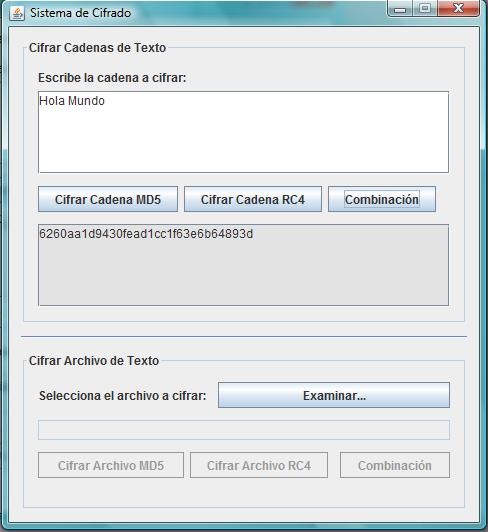 Sistema de Cifrado
Cifrar Cadenas de Texto
Escribe la cadena a cifrar:
Hola Mundo
Cifrar Cadena MD5 Cifrar Cadena RC4 Combinación
6260aa1d9430fead1cc1f63e6b64893d
Cifrar Archivo de Texto
Selecciona el archivo a cifrar: Examinar...
Cifrar Archivo MD5 Cifrar Archivo RC4 Combinación